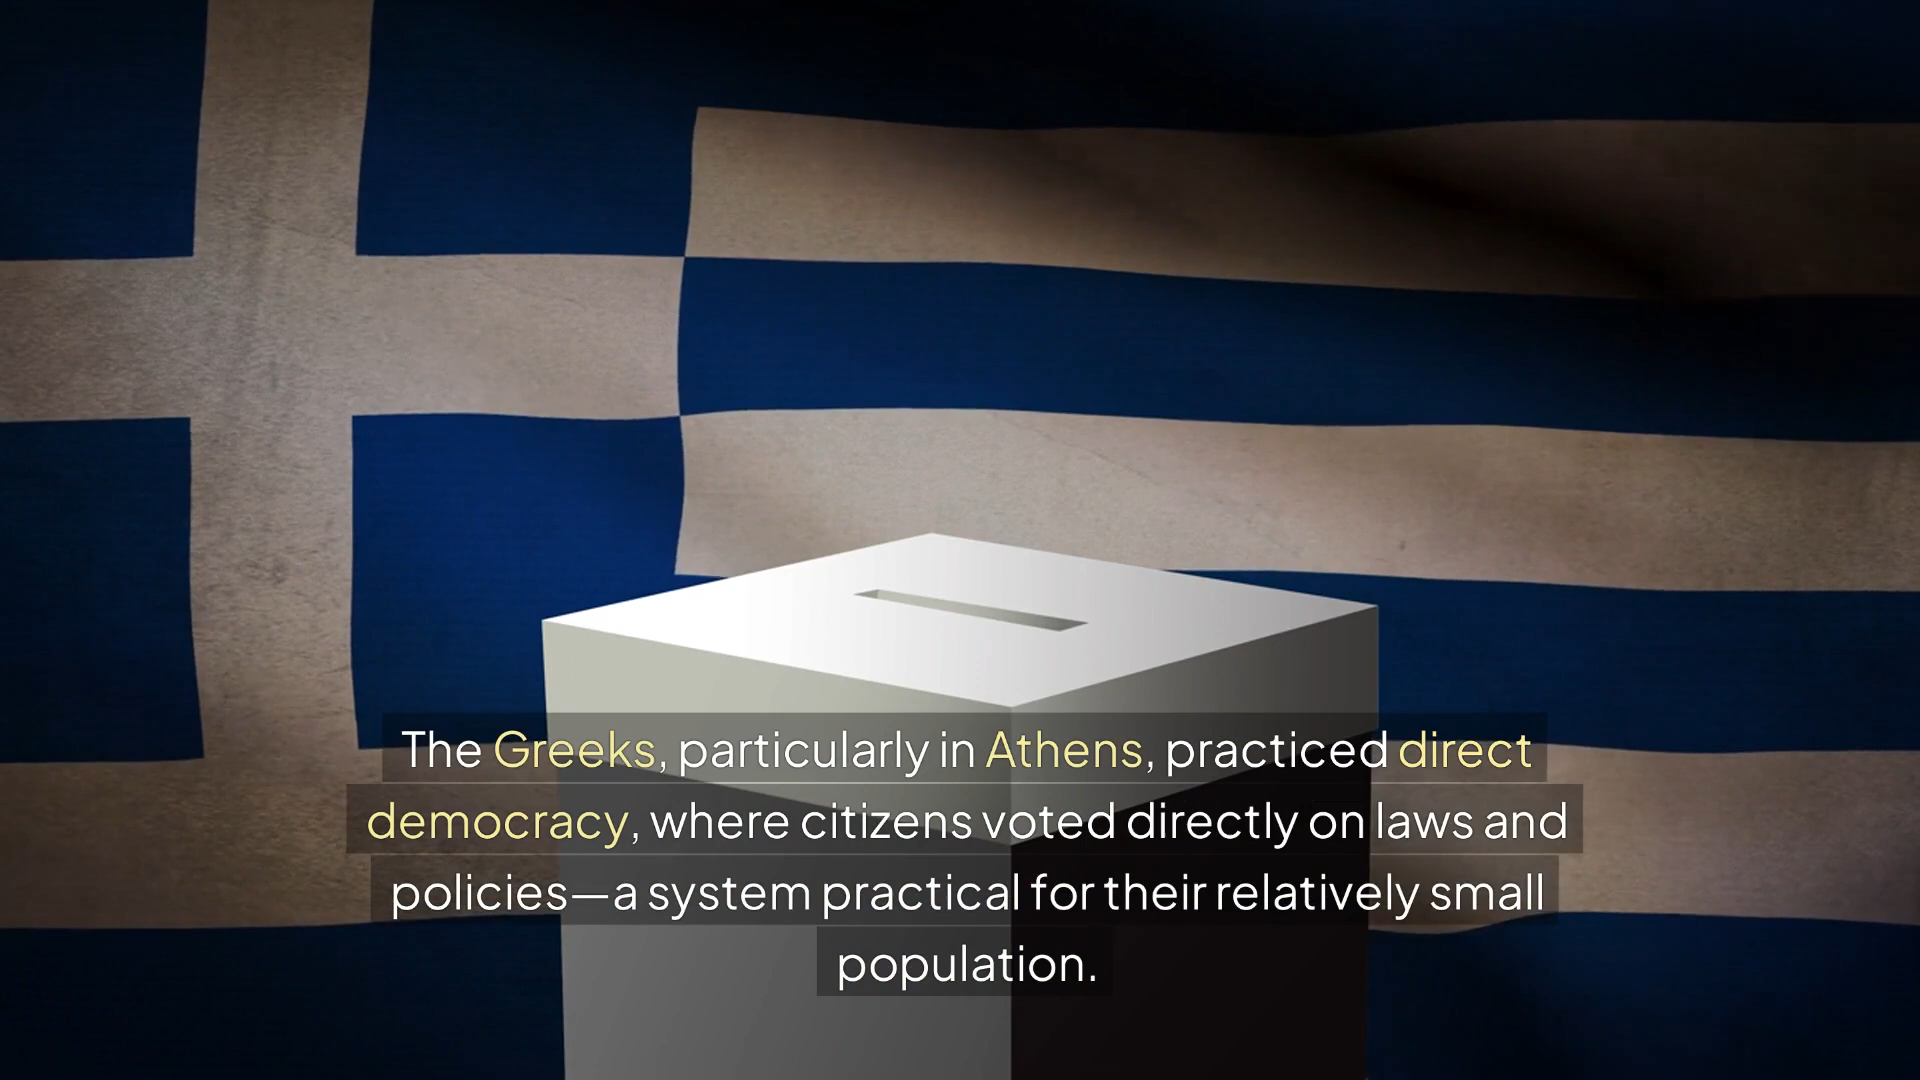 The Greeks, particularly in Athens, practiced direct
democracy, where citizens voted directly on laws and
policies—a system practical for their relatively small
population.